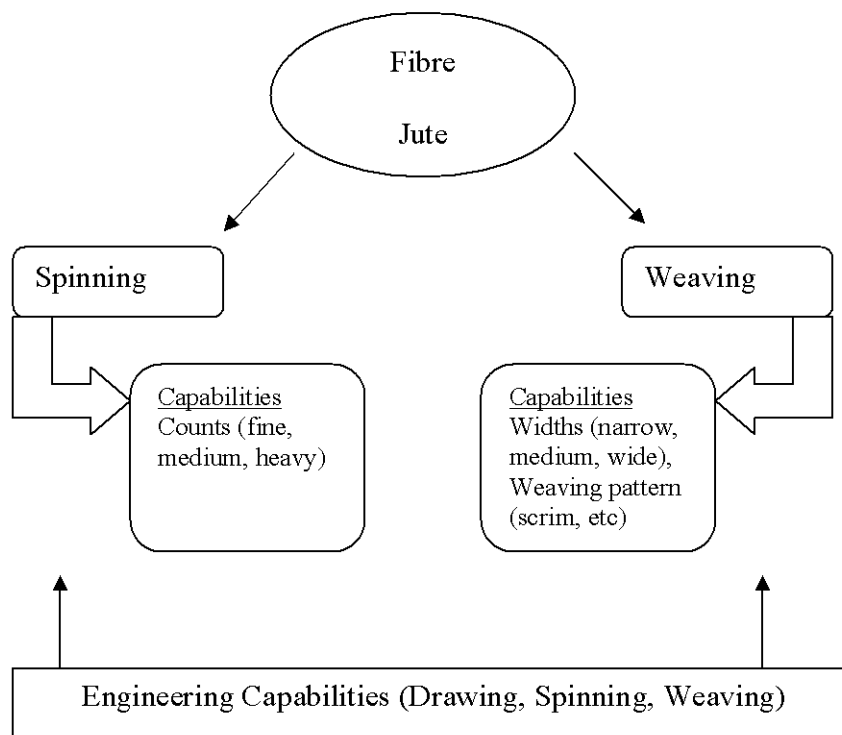 Fibre
Jute
Spinning
Weaving
Capabilities
Counts (fine,
medium, heavy)
Capabilities
Widths (narrow,
medium, wide),
Weaving pattern
(scrim, etc)
Engineering Capabilities (Drawing, Spinning, Weaving)